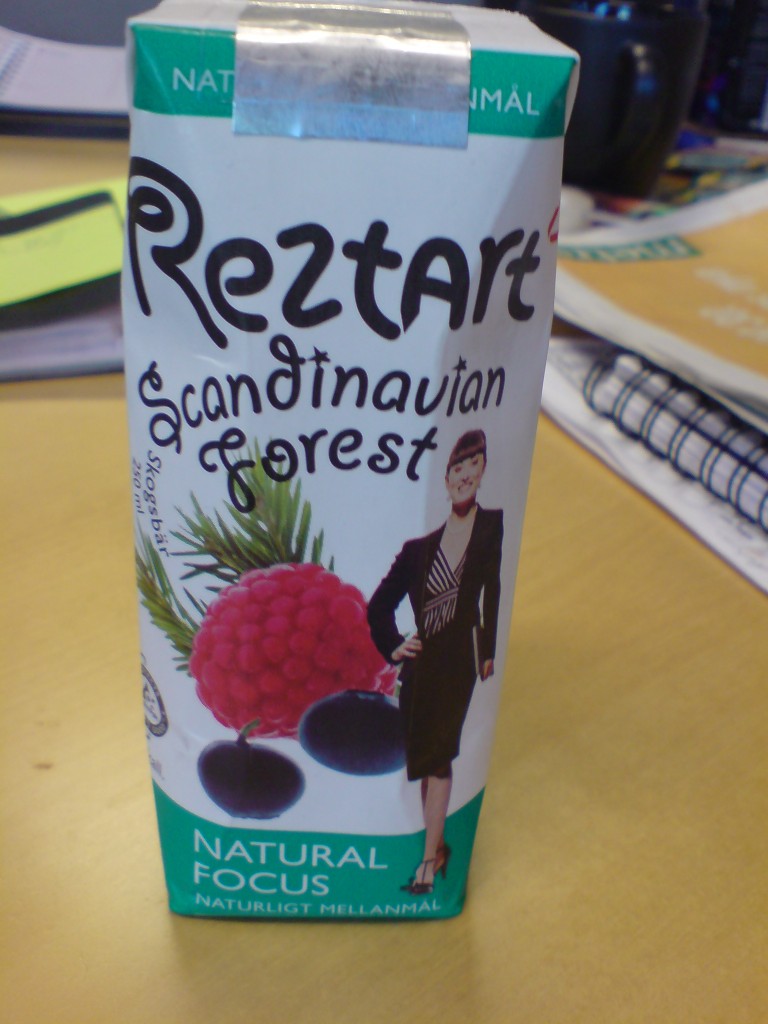 NAT NMÅL
Reztart
Scandinavian
Forest
Skogsbär
250 ml
NATURAL
FOCUS
NATURLIGT MELLANMÅL